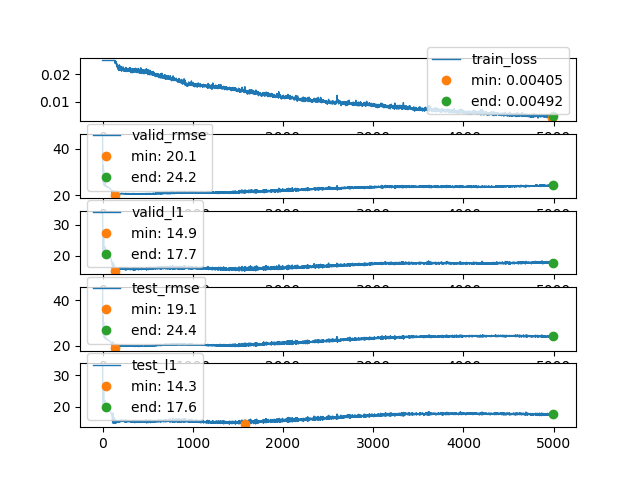 train_loss
min: 0.00405
end: 0.00492
0.02
0.01
valid_rmse
min: 20.1
end: 24.2
40
20
valid_l1
min: 14.9
end: 17.7
30
20
test_rmse
min: 19.1
end: 24.4
40
20
test_l1
min: 14.3
end: 17.6
30
20
0 1000 2000 3000 4000 5000